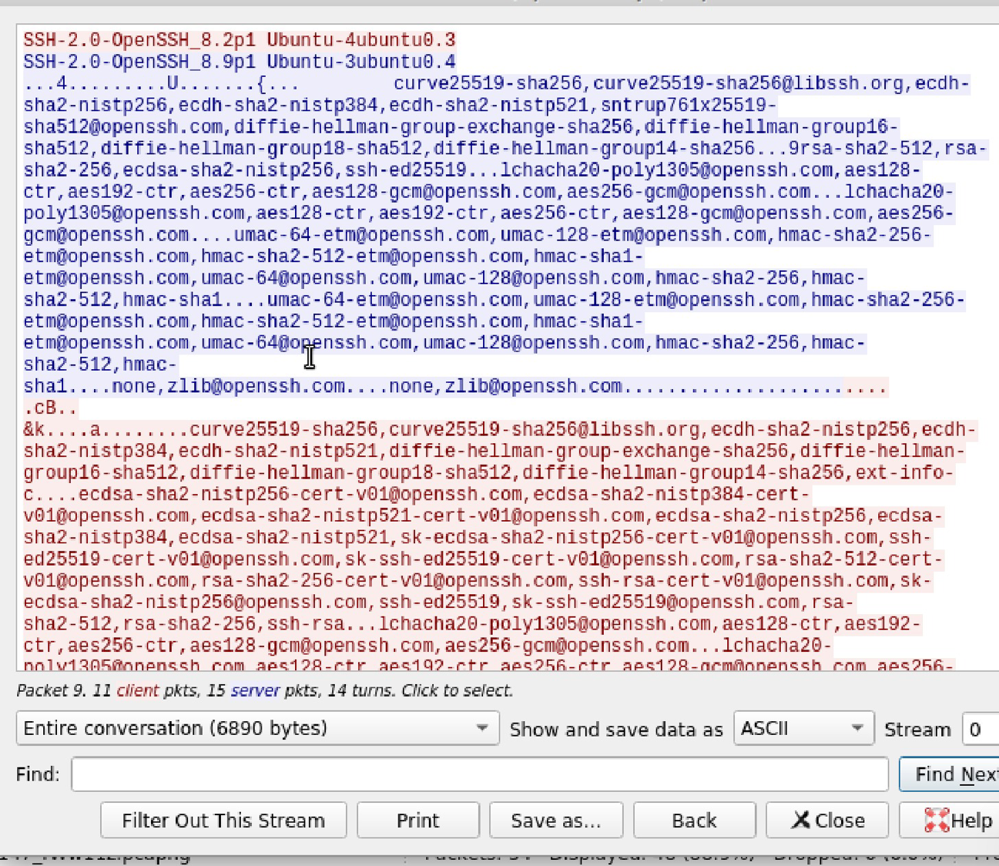 SSH-2.0-OpenSSH_8.2p1 Ubuntu-4ubuntu0.3
SSH-2.0-OpenSSH_8.9p1 Ubuntu-3ubuntu0.4
...4.........U.......{... curve25519-sha256,curve25519-sha256@libssh.org,ecdh-
sha2-nistp256,ecdh-sha2-nistp384,ecdh-sha2-nistp521,sntrup761x25519-
sha512@openssh.com,diffie-hellman-group-exchange-sha256,diffie-hellman-group16-
sha512,diffie-hellman-group18-sha512,diffie-hellman-group14-sha256...9rsa-sha2-512,rsa-
sha2-256,ecdsa-sha2-nistp256,ssh-ed25519...lchacha20-poly1305@openssh.com,aes128-
ctr,aes192-ctr,aes256-ctr,aes128-gcm@openssh.com,aes256-gcm@openssh.com...lchacha20-
poly1305@openssh.com,aes128-ctr,aes192-ctr,aes256-ctr,aes128-gcm@openssh.com,aes256-
gcm@openssh.com....umac-64-etm@openssh.com,umac-128-etm@openssh.com,hmac-sha2-256-
etm@openssh.com,hmac-sha2-512-etm@openssh.com,hmac-sha1-
etm@openssh.com,umac-64@openssh.com,umac-128@openssh.com,hmac-sha2-256,hmac-
sha2-512,hmac-sha1....umac-64-etm@openssh.com,umac-128-etm@openssh.com,hmac-sha2-256-
etm@openssh.com,hmac-sha2-512-etm@openssh.com,hmac-sha1-
etm@openssh.com,umac-64@openssh.com,umac-128@openssh.com,hmac-sha2-256,hmac-
sha2-512,hmac-
sha1....none,zlib@openssh.com....none,zlib@openssh.com........................
.cB..
&k....a........curve25519-sha256,curve25519-sha256@libssh.org,ecdh-sha2-nistp256,ecdh-
sha2-nistp384,ecdh-sha2-nistp521,diffie-hellman-group-exchange-sha256,diffie-hellman-
group16-sha512,diffie-hellman-group18-sha512,diffie-hellman-group14-sha256,ext-info-
c....ecdsa-sha2-nistp256-cert-v01@openssh.com,ecdsa-sha2-nistp384-cert-
v01@openssh.com,ecdsa-sha2-nistp521-cert-v01@openssh.com,ecdsa-sha2-nistp256,ecdsa-
sha2-nistp384,ecdsa-sha2-nistp521,sk-ecdsa-sha2-nistp256-cert-v01@openssh.com,ssh-
ed25519-cert-v01@openssh.com,sk-ssh-ed25519-cert-v01@openssh.com,rsa-sha2-512-cert-
v01@openssh.com,rsa-sha2-256-cert-v01@openssh.com,ssh-rsa-cert-v01@openssh.com,sk-
ecdsa-sha2-nistp256@openssh.com,ssh-ed25519,sk-ssh-ed25519@openssh.com,rsa-
sha2-512,rsa-sha2-256,ssh-rsa...lchacha20-poly1305@openssh.com,aes128-ctr,aes192-
ctr,aes256-ctr,aes128-gcm@openssh.com,aes256-gcm@openssh.com...lchacha20-
poly1305@openssh.com,aes128-ctr,aes192-ctr,aes256-ctr,aes128-gcm@openssh.com,aes256-
Packet 9. 11 client pkts, 15 server pkts, 14 turns. Click to select.
Entire conversation (6890 bytes) Show and save data as ASCII Stream 0
Find: Find Next
Filter Out This Stream Print Save as... Back Close Help